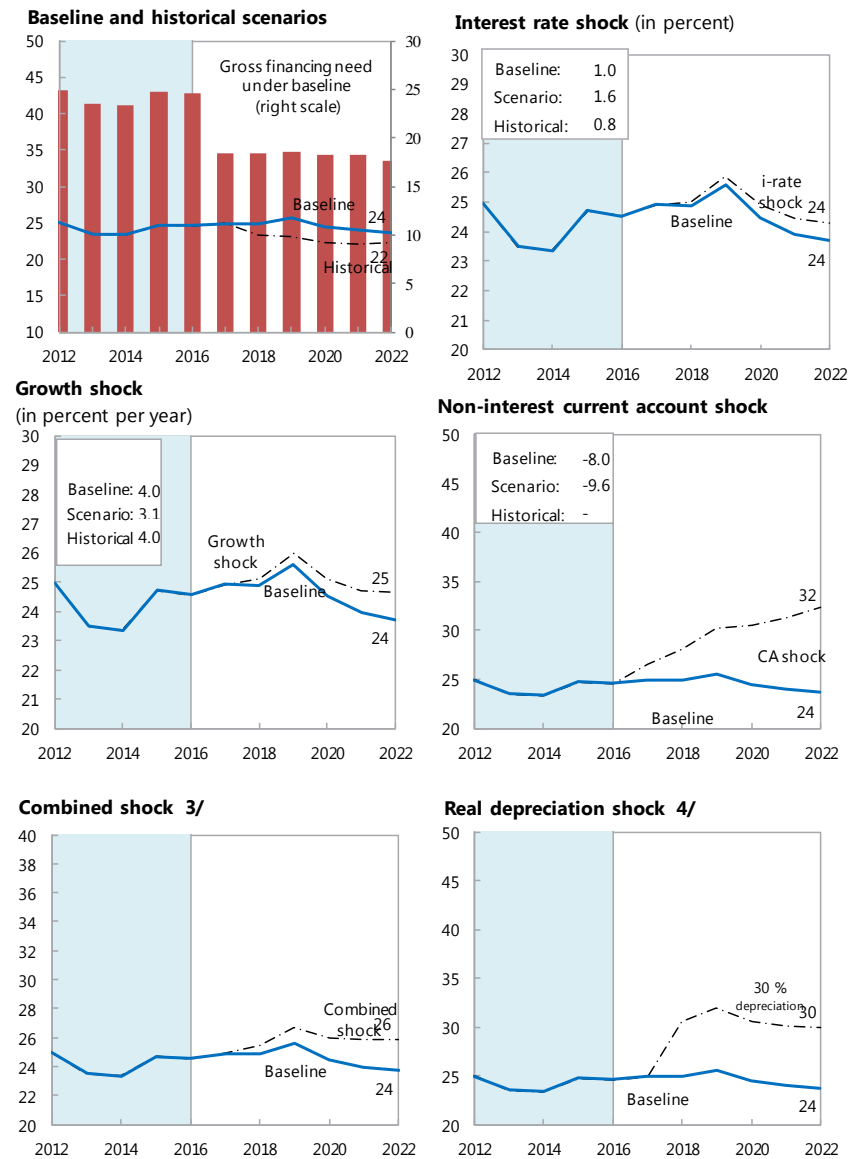 Baseline and historical scenarios
50
45
40
35
30
25
20
15
10
30
25
20
15
10
5
0
Gross financing need
under baseline
(right scale)
Baseline
24
22
Historical
2012 2014 2016 2018 2020 2022
Interest rate shock (in percent)
30
29
28
27
26
25
24
23
22
21
20
Baseline: 1.0
Scenario: 1.6
Historical: 0.8
i-rate
shock 24
Baseline
24
2012 2014 2016 2018 2020 2022
Growth shock
(in percent per year)
30
29
28
27
26
25
24
23
22
21
20
Baseline: 4.0
Scenario: 3.1
Historical 4.0
Growth
shock
Baseline
25
24
2012 2014 2016 2018 2020 2022
Non-interest current account shock
50
45
40
35
30
25
20
Baseline: -8.0
Scenario: -9.6
Historical: -
32
CA shock
24
Baseline
2012 2014 2016 2018 2020 2022
Combined shock 3/
40
38
36
34
32
30
28
26
24
22
20
Combined
shock 26
Baseline
24
2012 2014 2016 2018 2020 2022
Real depreciation shock 4/
50
45
40
35
30
25
20
30 %
depreciation 30
Baseline
24
2012 2014 2016 2018 2020 2022